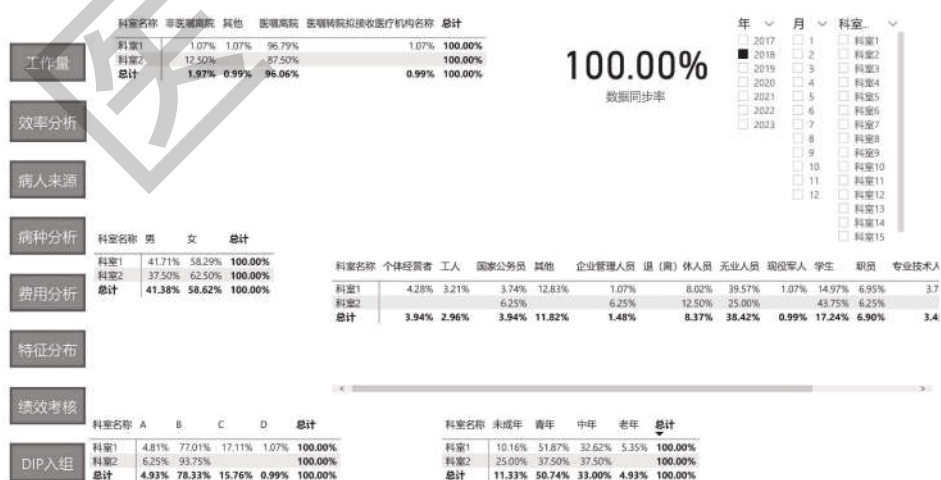 科室名称 非医嘱离院 其他 医嘱离院 医嘱转院拟接收医疗机构名称 总计
科室1 1.07% 1.07% 96.79% 1.07% 100.00%
科室2 12.50% 87.50% 100.00%
总计 1.97% 0.99% 96.06% 0.99% 100.00%
100.00%
数据同步率
年 月 科室...
2017 1 科室1
2018 2 科室2
2019 3 科室3
2020 4 科室4
2021 5 科室5
2022 6 科室6
2023 7 科室7
8 科室8
9 科室9
10 科室10
11 科室11
12 科室12
科室13
科室14
科室15
工作量
效率分析
病人来源
病种分析
费用分析
特征分布
绩效考核
DIP入组
医
科室名称 男 女 总计
科室1 41.71% 58.29% 100.00%
科室2 37.50% 62.50% 100.00%
总计 41.38% 58.62% 100.00%
科室名称 个体经营者 工人 国家公务员 其他 企业管理人员 退（离）休人员 无业人员 现役军人 学生 职员 专业技术人
科室1 4.28% 3.21% 3.74% 12.83% 1.07% 8.02% 39.57% 1.07% 14.97% 6.95% 3.7
科室2 6.25% 6.25% 12.50% 25.00% 43.75% 6.25%
总计 3.94% 2.96% 3.94% 11.82% 1.48% 8.37% 38.42% 0.99% 17.24% 6.90% 3.4
科室名称 A B C D 总计
科室1 4.81% 77.01% 17.11% 1.07% 100.00%
科室2 6.25% 93.75% 100.00%
总计 4.93% 78.33% 15.76% 0.99% 100.00%
科室名称 未成年 青年 中年 老年 总计
科室1 10.16% 51.87% 32.62% 5.35% 100.00%
科室2 25.00% 37.50% 37.50% 100.00%
总计 11.33% 50.74% 33.00% 4.93% 100.00%